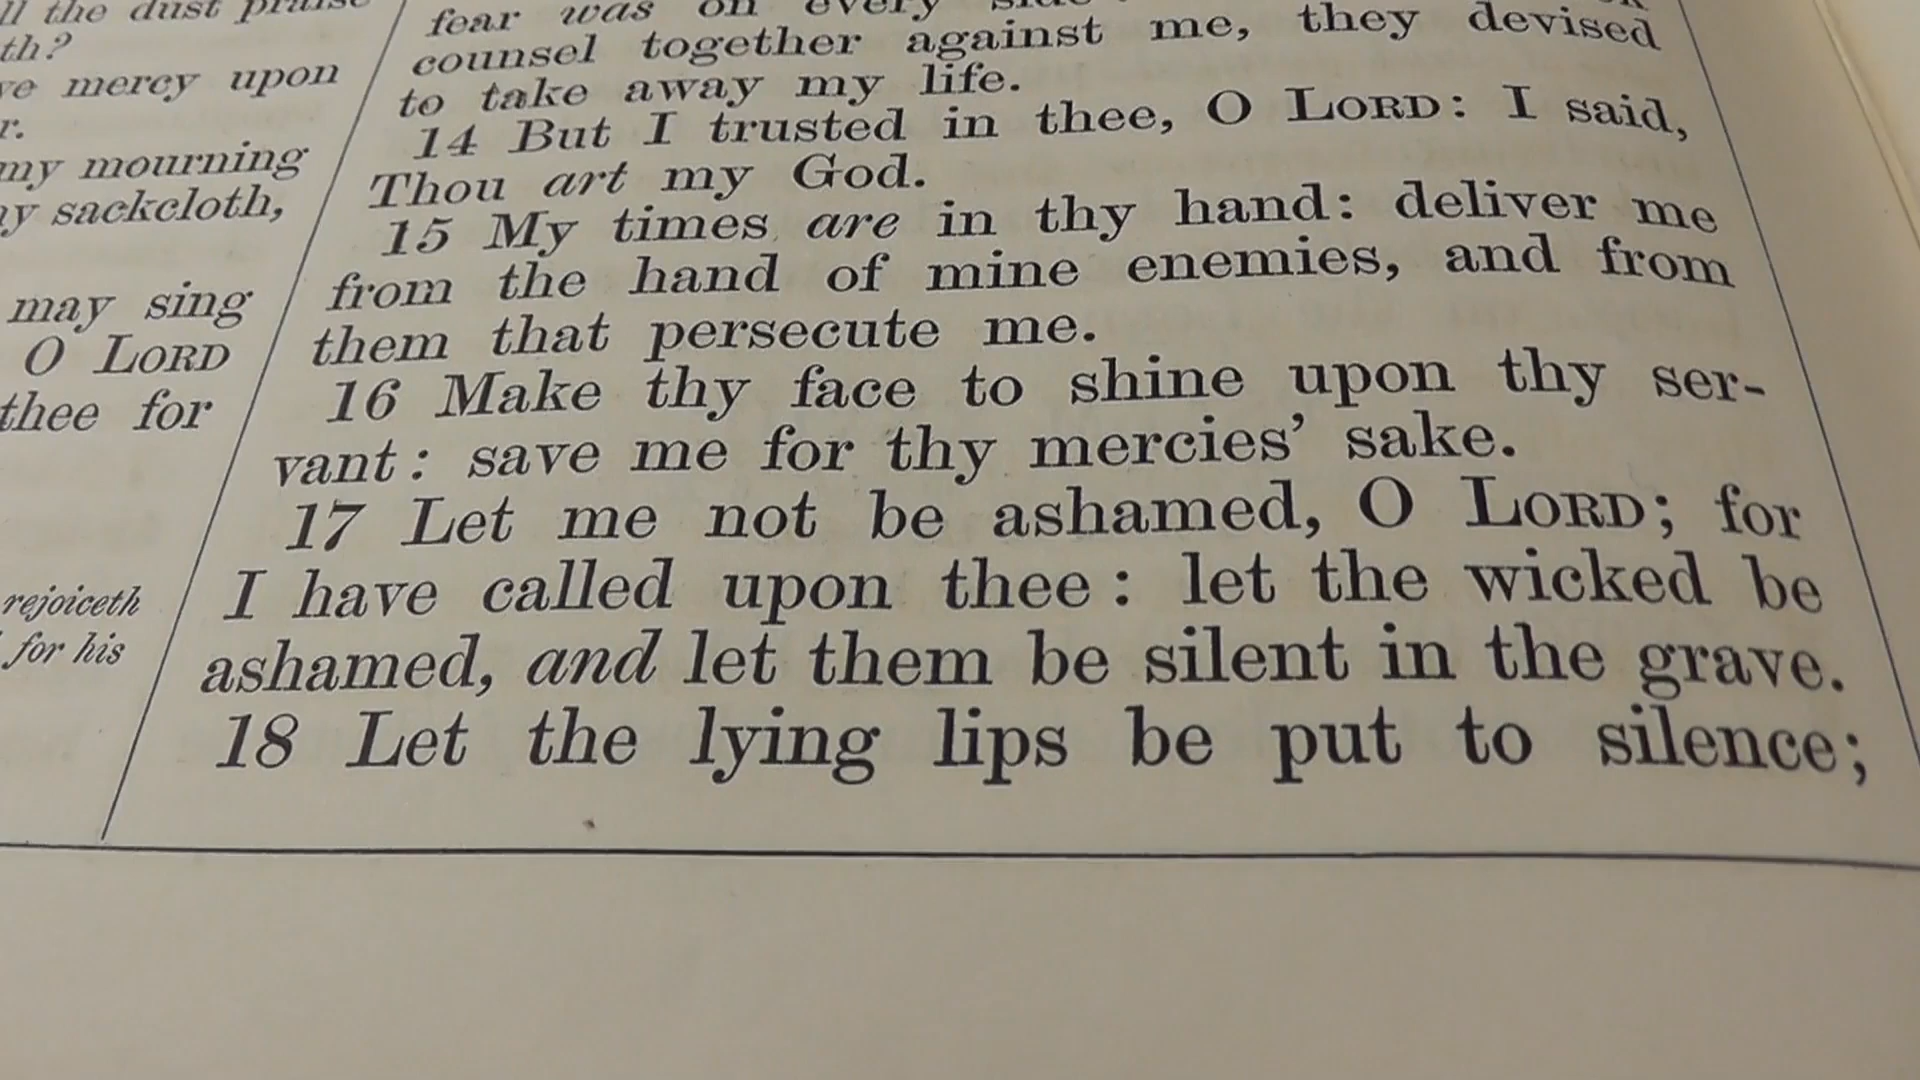 ll the dust praise
th?
ve mercy upon
r.
my mourning
y sackcloth,
may sing
O LORD
thee for
rejoiceth
for his
fear was on every
counsel together against me, they devised
to take away my life.
14 But I trusted in thee, O LORD: I said,
Thou art my God.
15 My times are in thy hand: deliver me
from the hand of mine enemies, and from
them that persecute me.
16 Make thy face to shine upon thy ser-
vant: save me for thy mercies' sake.
17 Let me not be ashamed, O LORD; for
I have called upon thee: let the wicked be
ashamed, and let them be silent in the grave.
18 Let the lying lips be put to silence;